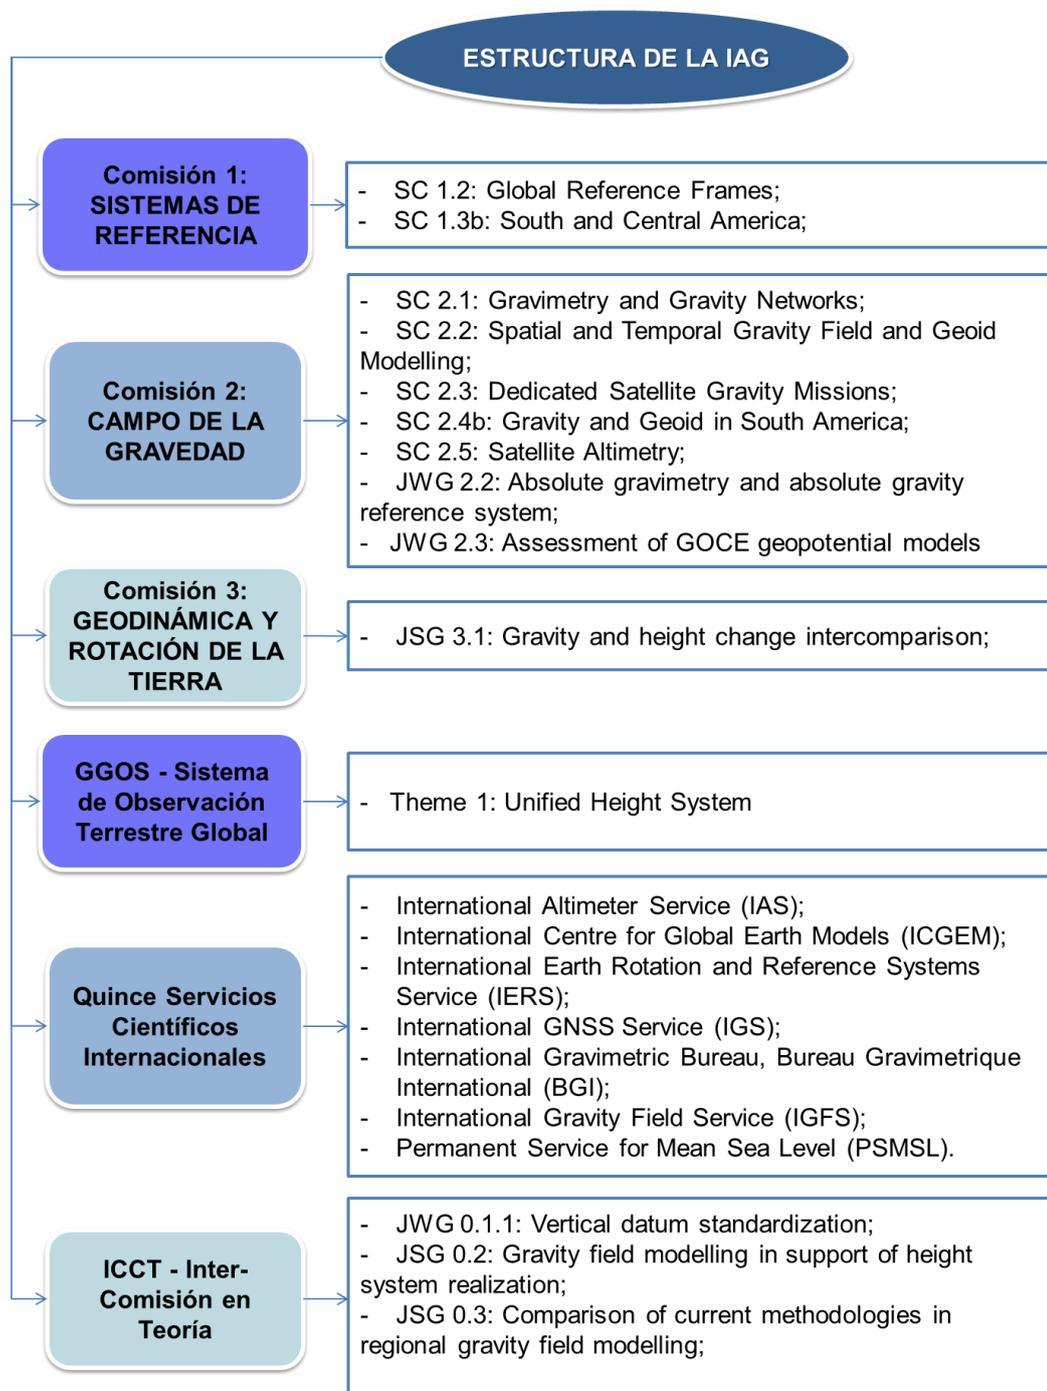 ESTRUCTURA DE LA IAG
Comisión 1:
SISTEMAS DE
REFERENCIA
- SC 1.2: Global Reference Frames;
- SC 1.3b: South and Central America;
Comisión 2:
CAMPO DE LA
GRAVEDAD
- SC 2.1: Gravimetry and Gravity Networks;
- SC 2.2: Spatial and Temporal Gravity Field and Geoid
Modelling;
- SC 2.3: Dedicated Satellite Gravity Missions;
- SC 2.4b: Gravity and Geoid in South America;
- SC 2.5: Satellite Altimetry;
- JWG 2.2: Absolute gravimetry and absolute gravity
reference system;
- JWG 2.3: Assessment of GOCE geopotential models
Comisión 3:
GEODINÁMICA Y
ROTACIÓN DE LA
TIERRA
- JSG 3.1: Gravity and height change intercomparison;
GGOS - Sistema
de Observación
Terrestre Global
- Theme 1: Unified Height System
Quince Servicios
Científicos
Internacionales
- International Altimeter Service (IAS);
- International Centre for Global Earth Models (ICGEM);
- International Earth Rotation and Reference Systems
Service (IERS);
- International GNSS Service (IGS);
- International Gravimetric Bureau, Bureau Gravimetrique
International (BGI);
- International Gravity Field Service (IGFS);
- Permanent Service for Mean Sea Level (PSMSL).
ICCT - Inter-
Comisión en
Teoría
- JWG 0.1.1: Vertical datum standardization;
- JSG 0.2: Gravity field modelling in support of height
system realization;
- JSG 0.3: Comparison of current methodologies in
regional gravity field modelling;